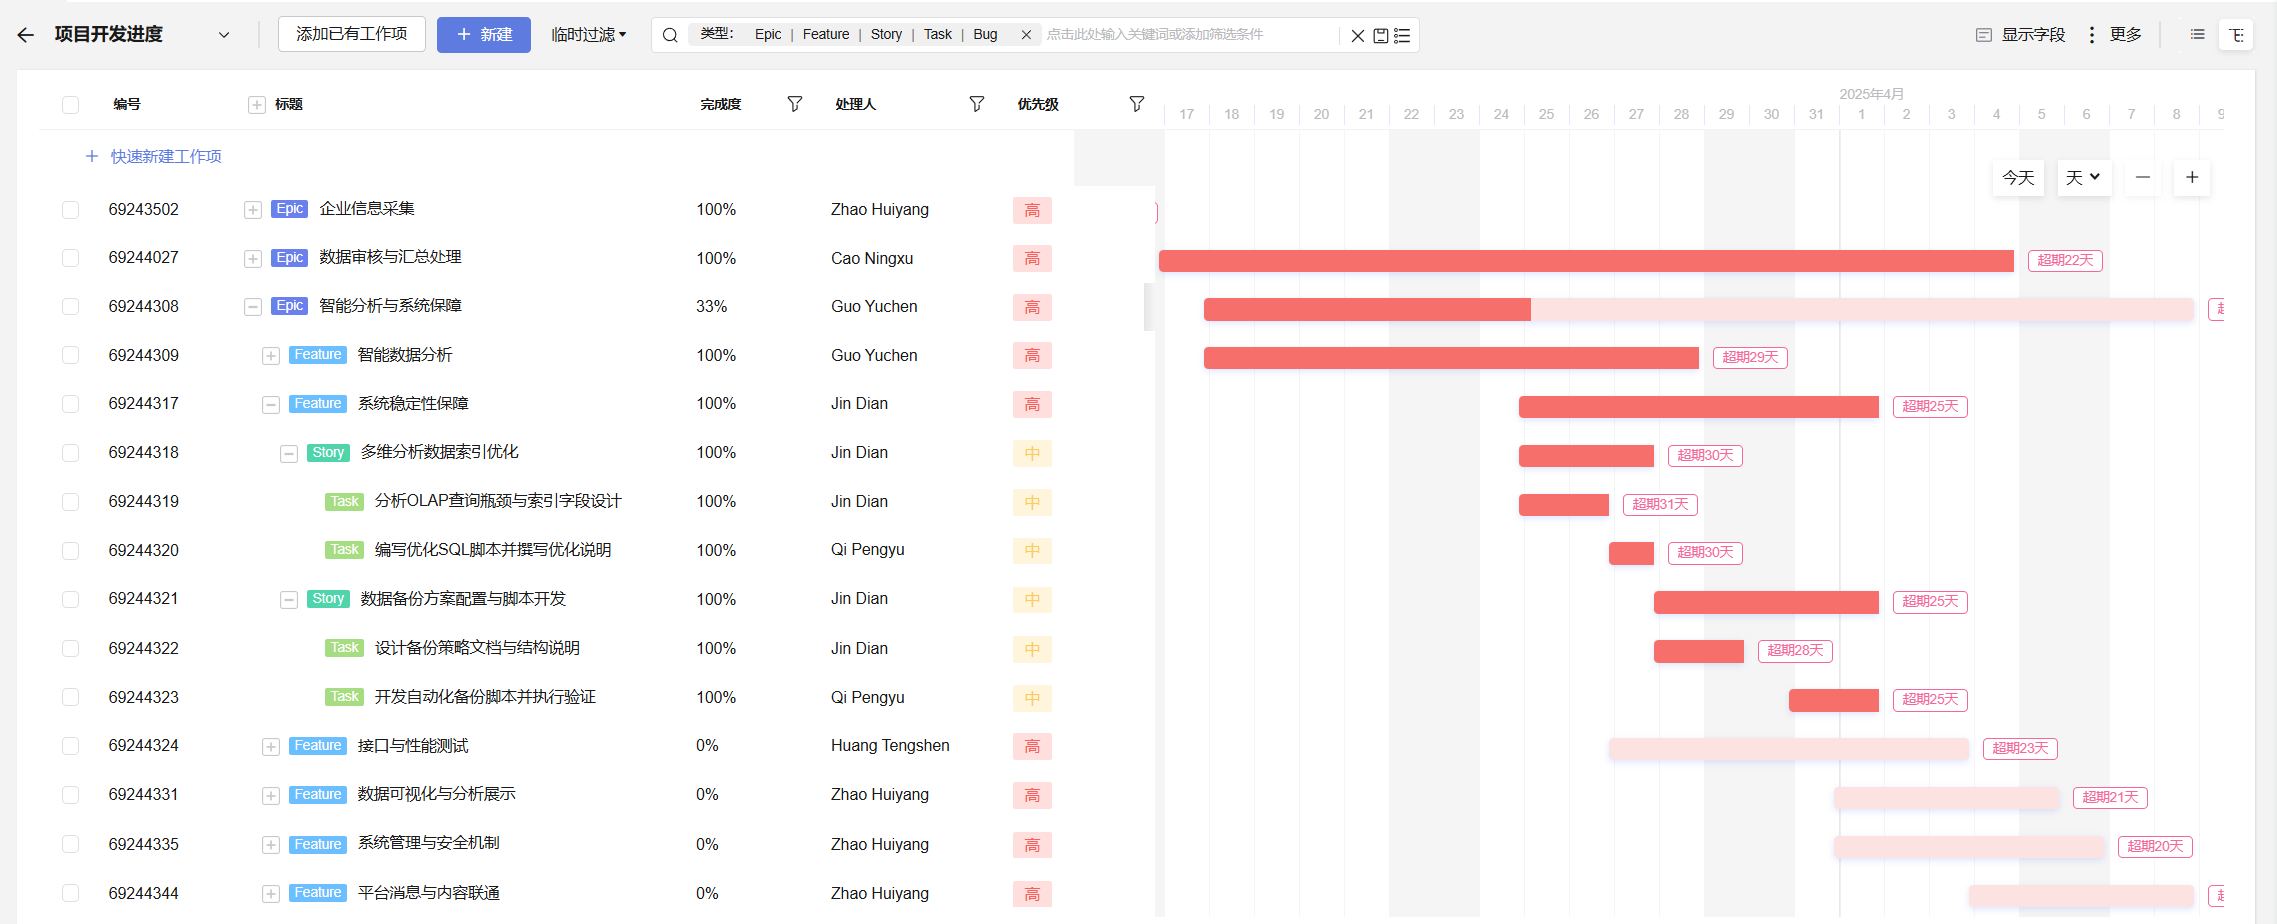 项目开发进度 添加已有工作项 + 新建 临时过滤 类型： Epic | Feature | Story | Task | Bug 点击此处输入关键词或添加筛选条件 显示字段 更多
编号 标题 完成度 处理人 优先级
2025年4月
17 18 19 20 21 22 23 24 25 26 27 28 29 30 31 1 2 3 4 5 6 7 8 9
+ 快速新建工作项
今天 天 — +
69243502 Epic 企业信息采集 100% Zhao Huiyang 高
69244027 Epic 数据审核与汇总处理 100% Cao Ningxu 高 超期22天
69244308 Epic 智能分析与系统保障 33% Guo Yuchen 高
69244309 Feature 智能数据分析 100% Guo Yuchen 高 超期29天
69244317 Feature 系统稳定性保障 100% Jin Dian 高 超期25天
69244318 Story 多维分析数据索引优化 100% Jin Dian 中 超期30天
69244319 Task 分析OLAP查询瓶颈与索引字段设计 100% Jin Dian 中 超期31天
69244320 Task 编写优化SQL脚本并撰写优化说明 100% Qi Pengyu 中 超期30天
69244321 Story 数据备份方案配置与脚本开发 100% Jin Dian 中 超期25天
69244322 Task 设计备份策略文档与结构说明 100% Jin Dian 中 超期28天
69244323 Task 开发自动化备份脚本并执行验证 100% Qi Pengyu 中 超期25天
69244324 Feature 接口与性能测试 0% Huang Tengshen 高 超期23天
69244331 Feature 数据可视化与分析展示 0% Zhao Huiyang 高 超期21天
69244335 Feature 系统管理与安全机制 0% Zhao Huiyang 高 超期20天
69244344 Feature 平台消息与内容联通 0% Zhao Huiyang 高